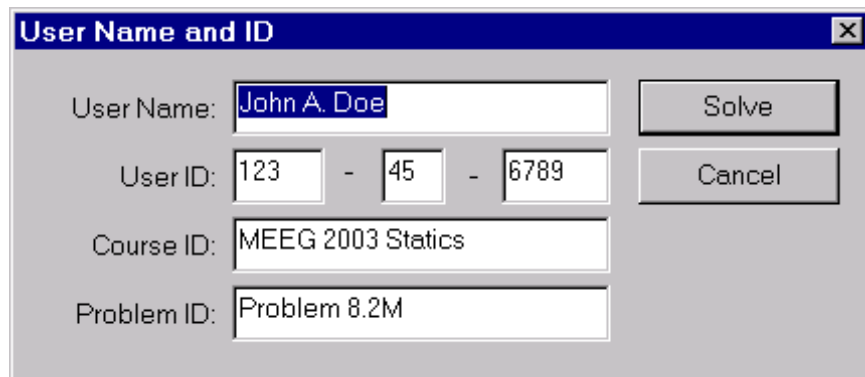 User Name and ID
User Name: John A. Doe Solve
User ID: 123 - 45 - 6789 Cancel
Course ID: MEEG 2003 Statics
Problem ID: Problem 8.2M